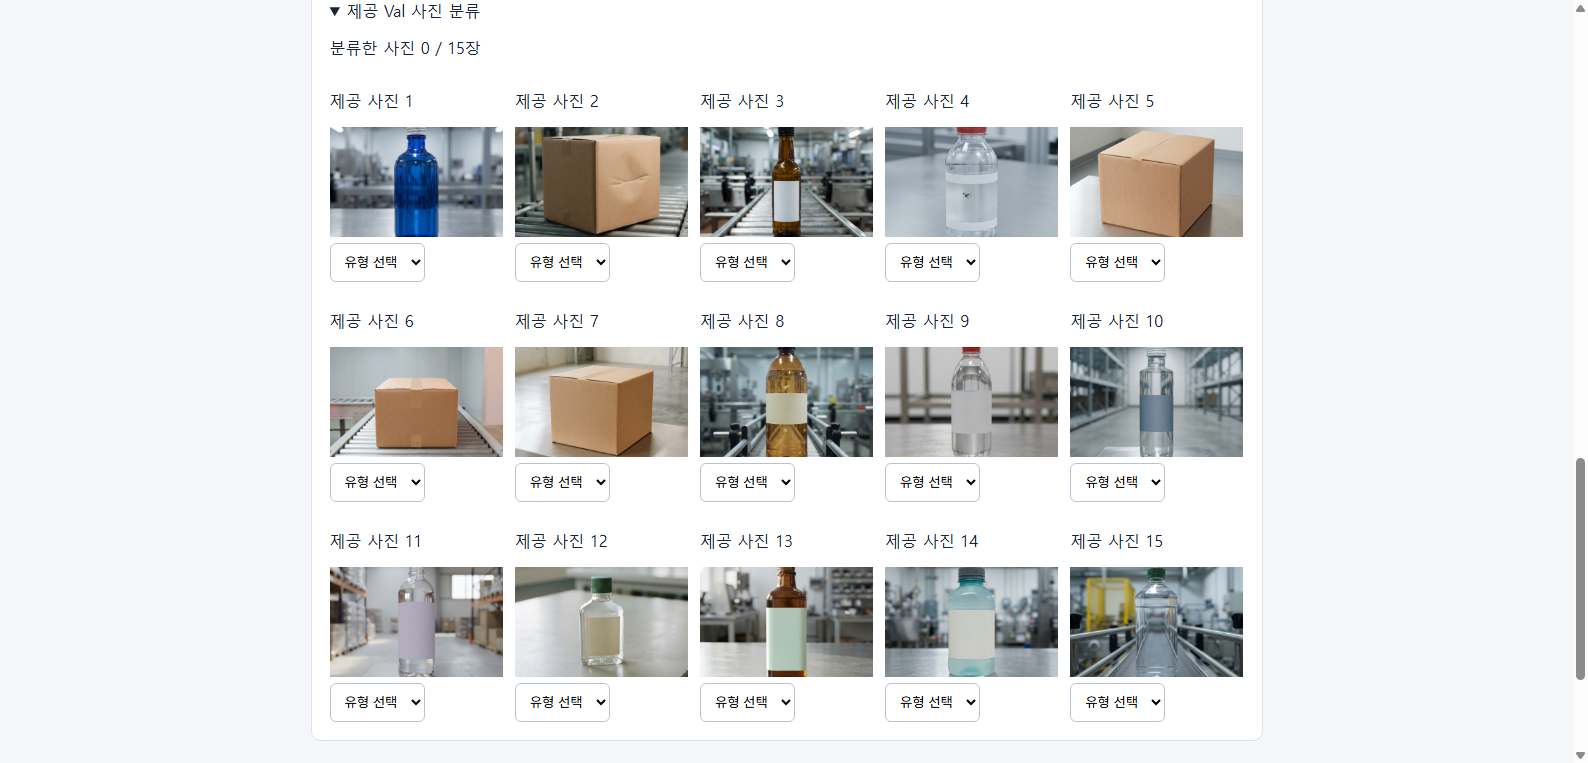 ▼ 제공 Val 사진 분류
분류한 사진 0 / 15장
제공 사진 1
제공 사진 2
제공 사진 3
제공 사진 4
제공 사진 5
유형 선택
유형 선택
유형 선택
유형 선택
유형 선택
제공 사진 6
제공 사진 7
제공 사진 8
제공 사진 9
제공 사진 10
유형 선택
유형 선택
유형 선택
유형 선택
유형 선택
제공 사진 11
제공 사진 12
제공 사진 13
제공 사진 14
제공 사진 15
유형 선택
유형 선택
유형 선택
유형 선택
유형 선택